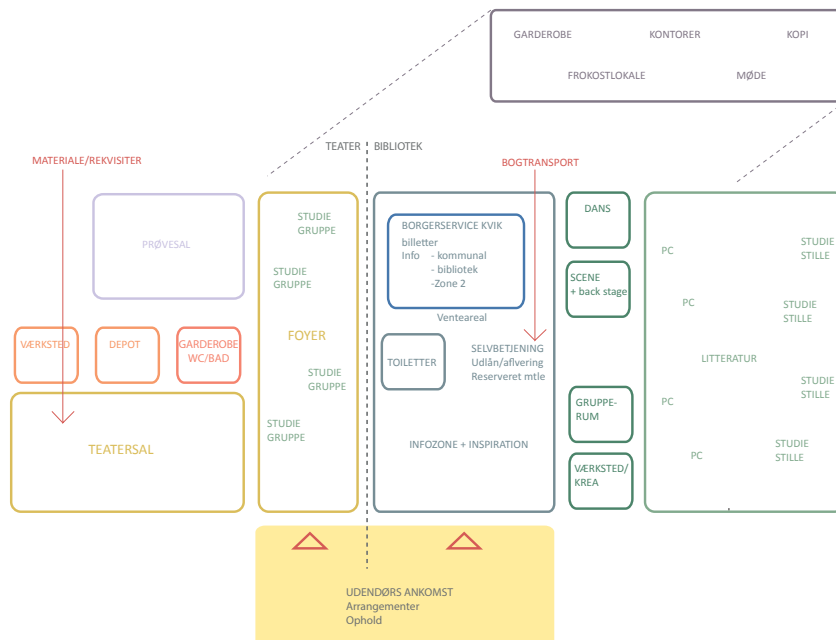 GARDEROBE
KONTORER
KOPI
FROKOSTLOKALE
MØDE
TEATER
BIBLIOTEK
MATERIALE/REKVISITER
BOGTRANSPORT
PRØVESAL
VÆRKSTED
DEPOT
GARDEROBE
WC/BAD
TEATERSAL
STUDIE
GRUPPE
STUDIE
GRUPPE
FOYER
STUDIE
GRUPPE
STUDIE
GRUPPE
BORGERSERVICE KVIK
billetter
Info - kommunal
- bibliotek
-Zone 2
Venteareal
TOILETTER
SELVBETJENING
Udlån/aflvering
Reserveret mtle
INFOZONE + INSPIRATION
DANS
SCENE
+ back stage
GRUPPE-
RUM
VÆRKSTED/
KREA
PC
STUDIE
STILLE
PC
STUDIE
STILLE
LITTERATUR
STUDIE
STILLE
PC
PC
STUDIE
STILLE
UDENDØRS ANKOMST
Arrangementer
Ophold